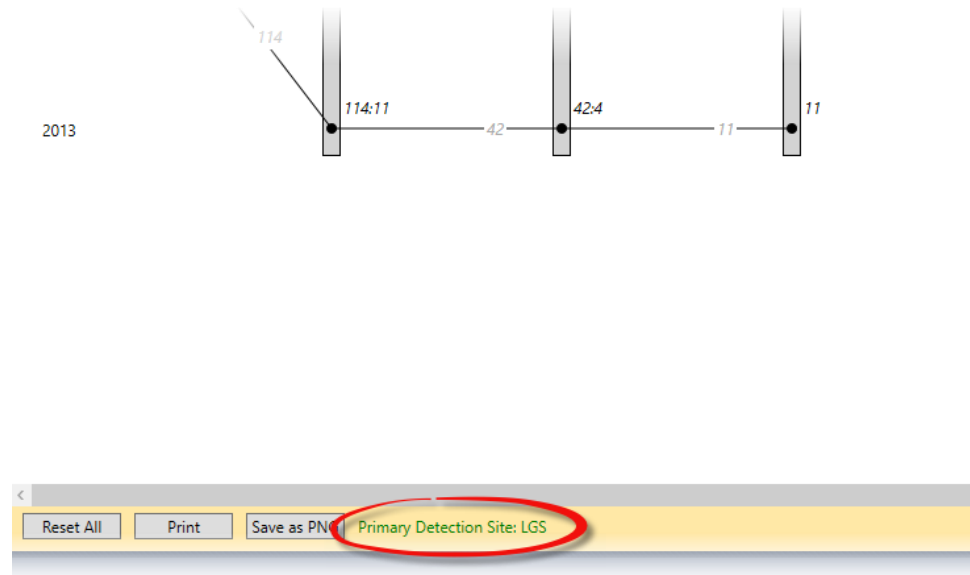 114
114:11
42:4
11
2013
42
11
Reset All
Print
Save as PNG
Primary Detection Site: LGS